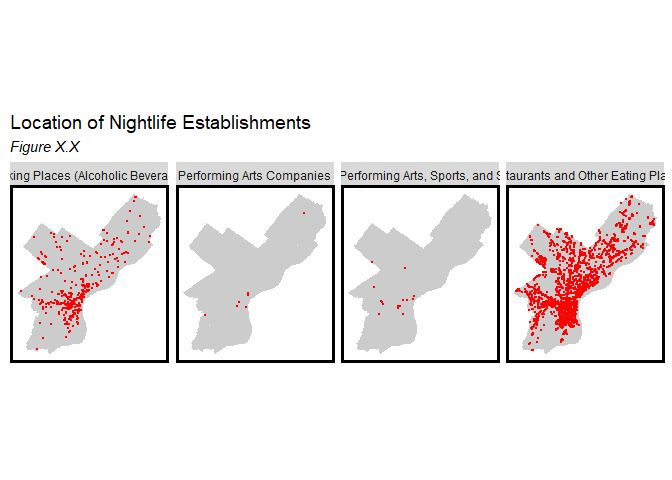 Location of Nightlife Establishments
Figure X.X
king Places (Alcoholic Bevera
Performing Arts Companies
Performing Arts, Sports, and S
taurants and Other Eating Pla